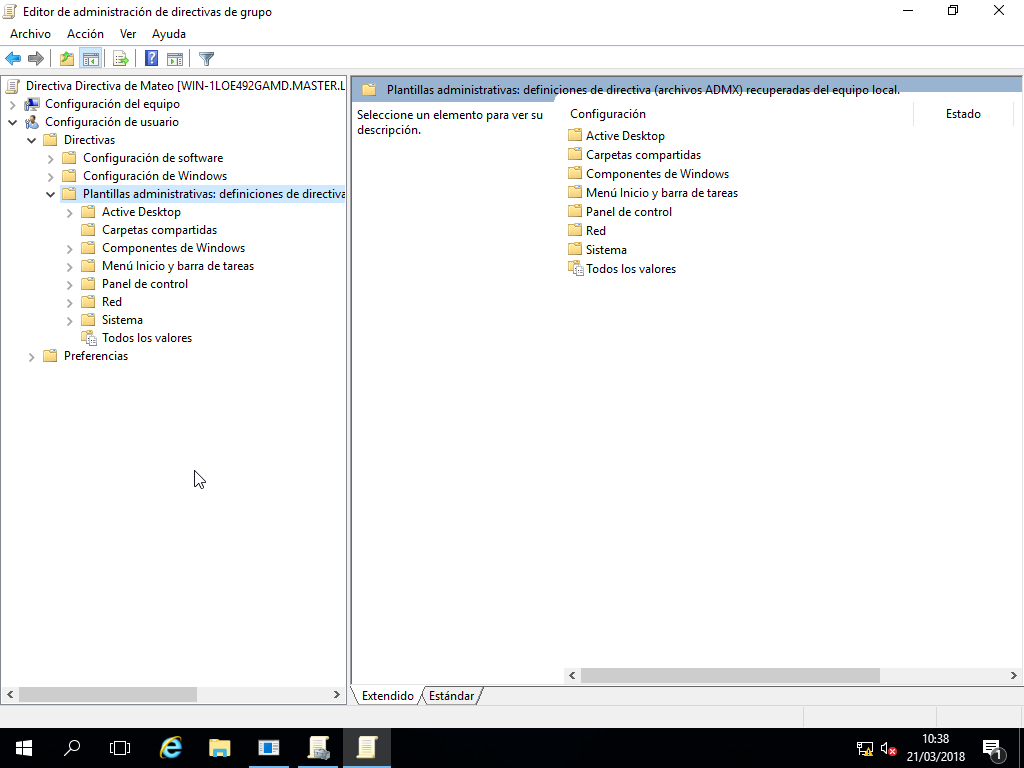 Editor de administración de directivas de grupo
Archivo Acción Ver Ayuda
Directiva Directiva de Mateo [WIN-1LOE492GAMD.MASTER.L
Configuración del equipo
Configuración de usuario
Directivas
Configuración de software
Configuración de Windows
Plantillas administrativas: definiciones de directiva
Active Desktop
Carpetas compartidas
Componentes de Windows
Menú Inicio y barra de tareas
Panel de control
Red
Sistema
Todos los valores
Preferencias
Plantillas administrativas: definiciones de directiva (archivos ADMX) recuperadas del equipo local.
Seleccione un elemento para ver su
descripción.
Configuración Estado
Active Desktop
Carpetas compartidas
Componentes de Windows
Menú Inicio y barra de tareas
Panel de control
Red
Sistema
Todos los valores
Extendido Estándar
10:38
21/03/2018
1